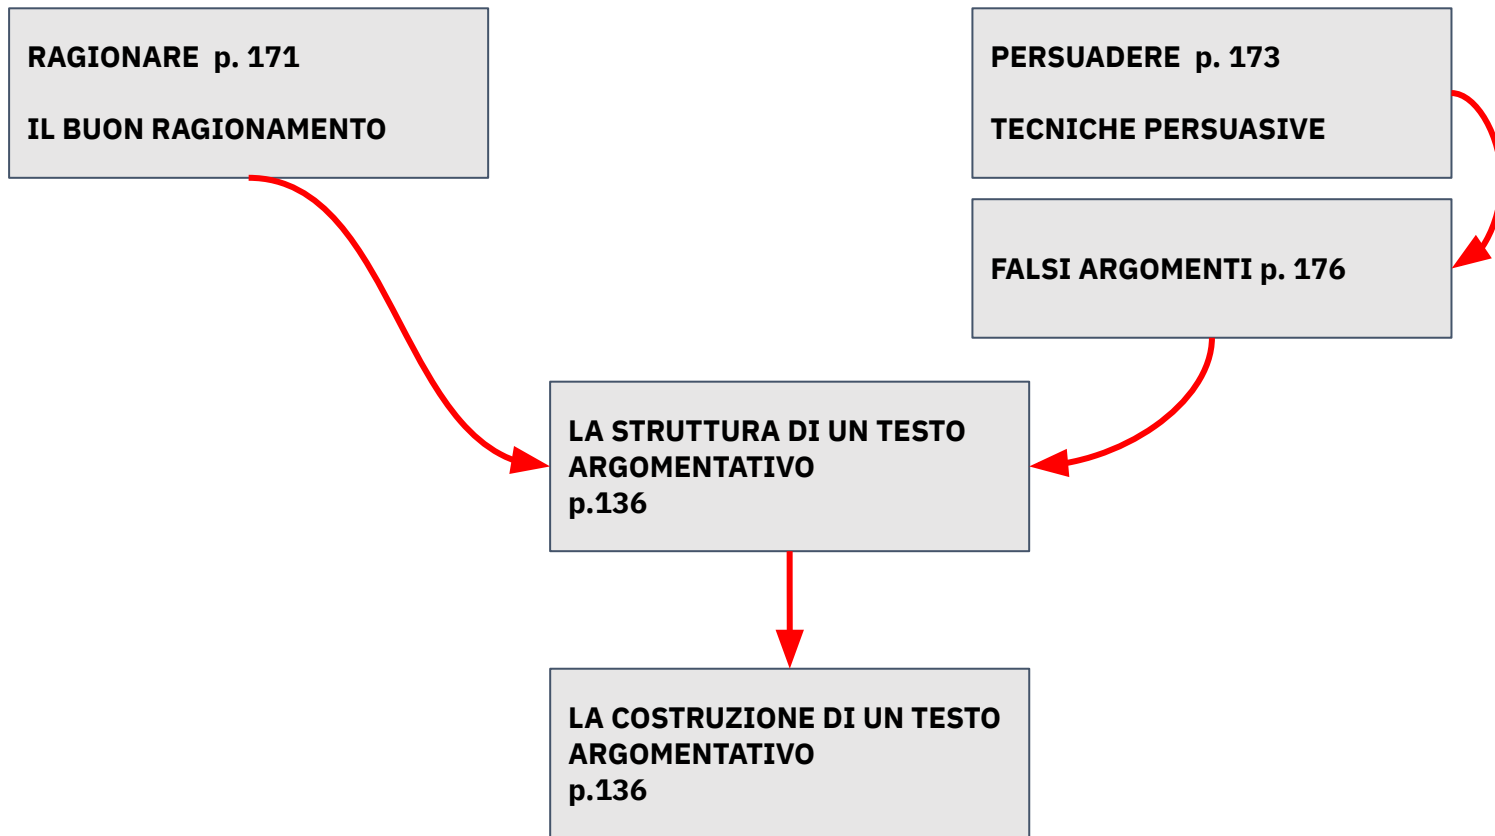 RAGIONARE  p. 171
IL BUON RAGIONAMENTO
PERSUADERE  p. 173
TECNICHE PERSUASIVE
FALSI ARGOMENTI p. 176
LA STRUTTURA DI UN TESTO
ARGOMENTATIVO
p.136
LA COSTRUZIONE DI UN TESTO
ARGOMENTATIVO
p.136